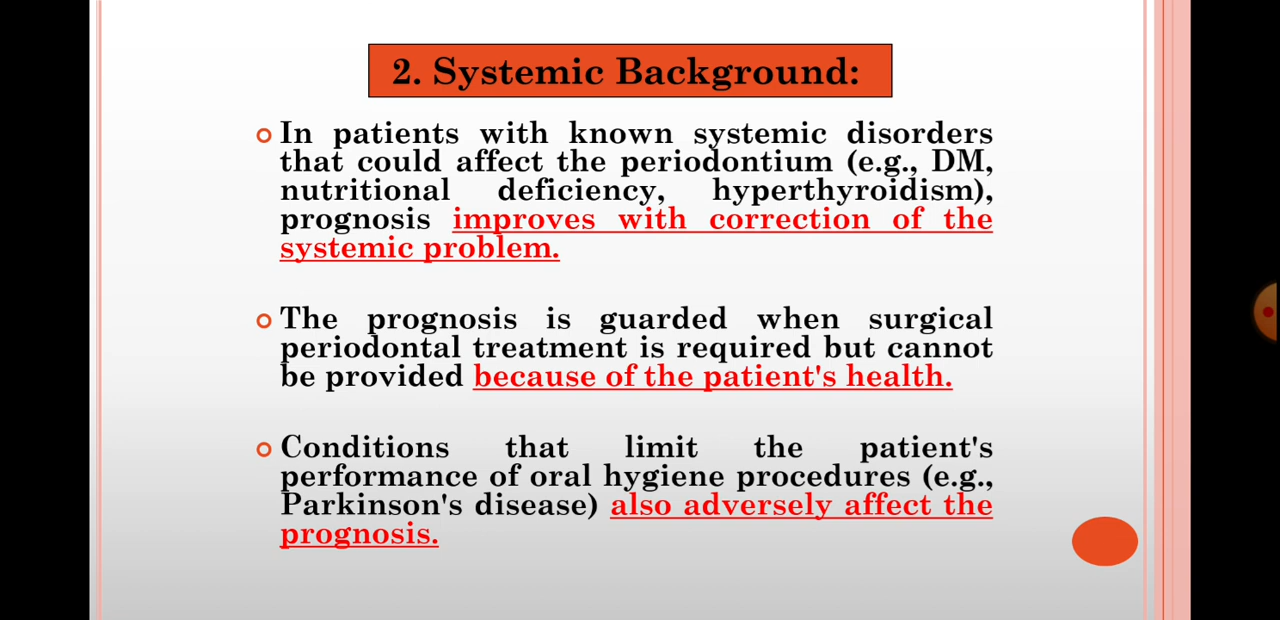 2. Systemic Background:
In patients with known systemic disorders
that could affect the periodontium (e.g., DM,
nutritional deficiency, hyperthyroidism),
prognosis improves with correction of the
systemic problem.
The prognosis is guarded when surgical
periodontal treatment is required but cannot
be provided because of the patient's health.
Conditions that limit the patient's
performance of oral hygiene procedures (e.g.,
Parkinson's disease) also adversely affect the
prognosis.